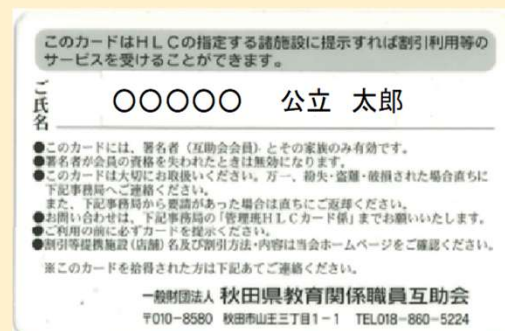 このカードはHLCの指定する諸施設に提示すれば割引利用等の
サービスを受けることができます。
ご氏名
〇〇〇〇〇 公立 太郎
●このカードには、署名者（互助会会員）とその家族のみ有効です。
●署名者が会員の資格を失われたときは無効になります。
●このカードは大切にお取扱いください。万一、紛失・盗難・破損された場合直ちに
下記事務局へご連絡ください。
また、下記事務局から要請があった場合は直ちにご返却ください。
●お問い合わせは、下記事務局の「管理班HLCカード係」までお願いいたします。
●ご利用の前に必ずカードを提示ください。
●割引等提携施設（店舗）名及び割引方法・内容は当会ホームページをご確認ください。
※このカードを拾得された方は下記あてご連絡ください。
一般財団法人 秋田県教育関係職員互助会
〒010-8580 秋田市山王三丁目1-1 TEL018-860-5224